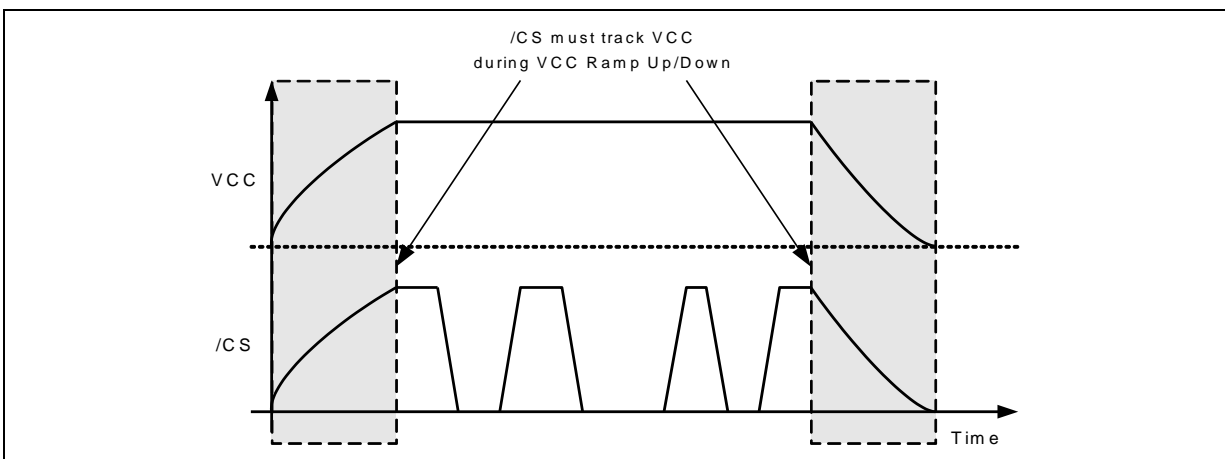 /CS must track VCC
during VCC Ramp Up/Down
VCC
/CS
Time